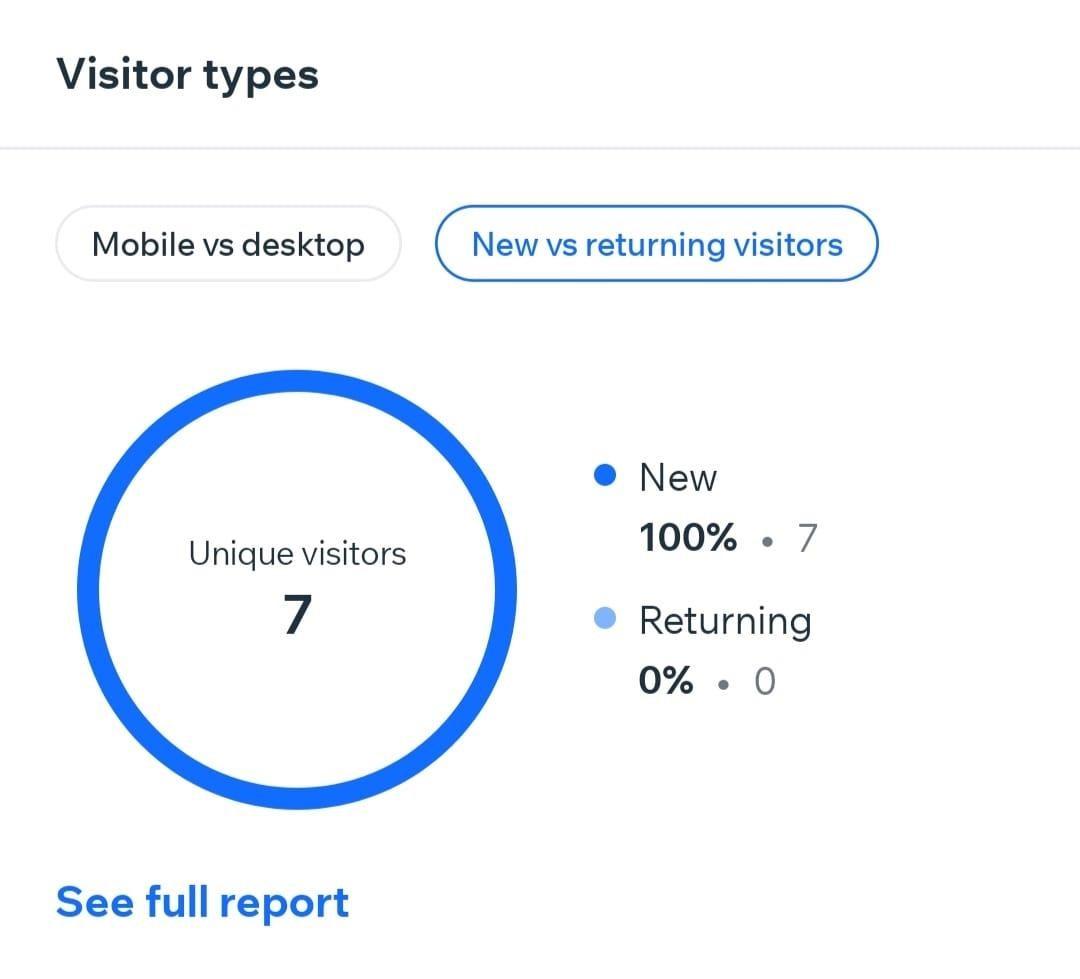 Visitor types
Mobile vs desktop
New vs returning visitors
Unique visitors
7
New
100% • 7
Returning
0% • 0
See full report